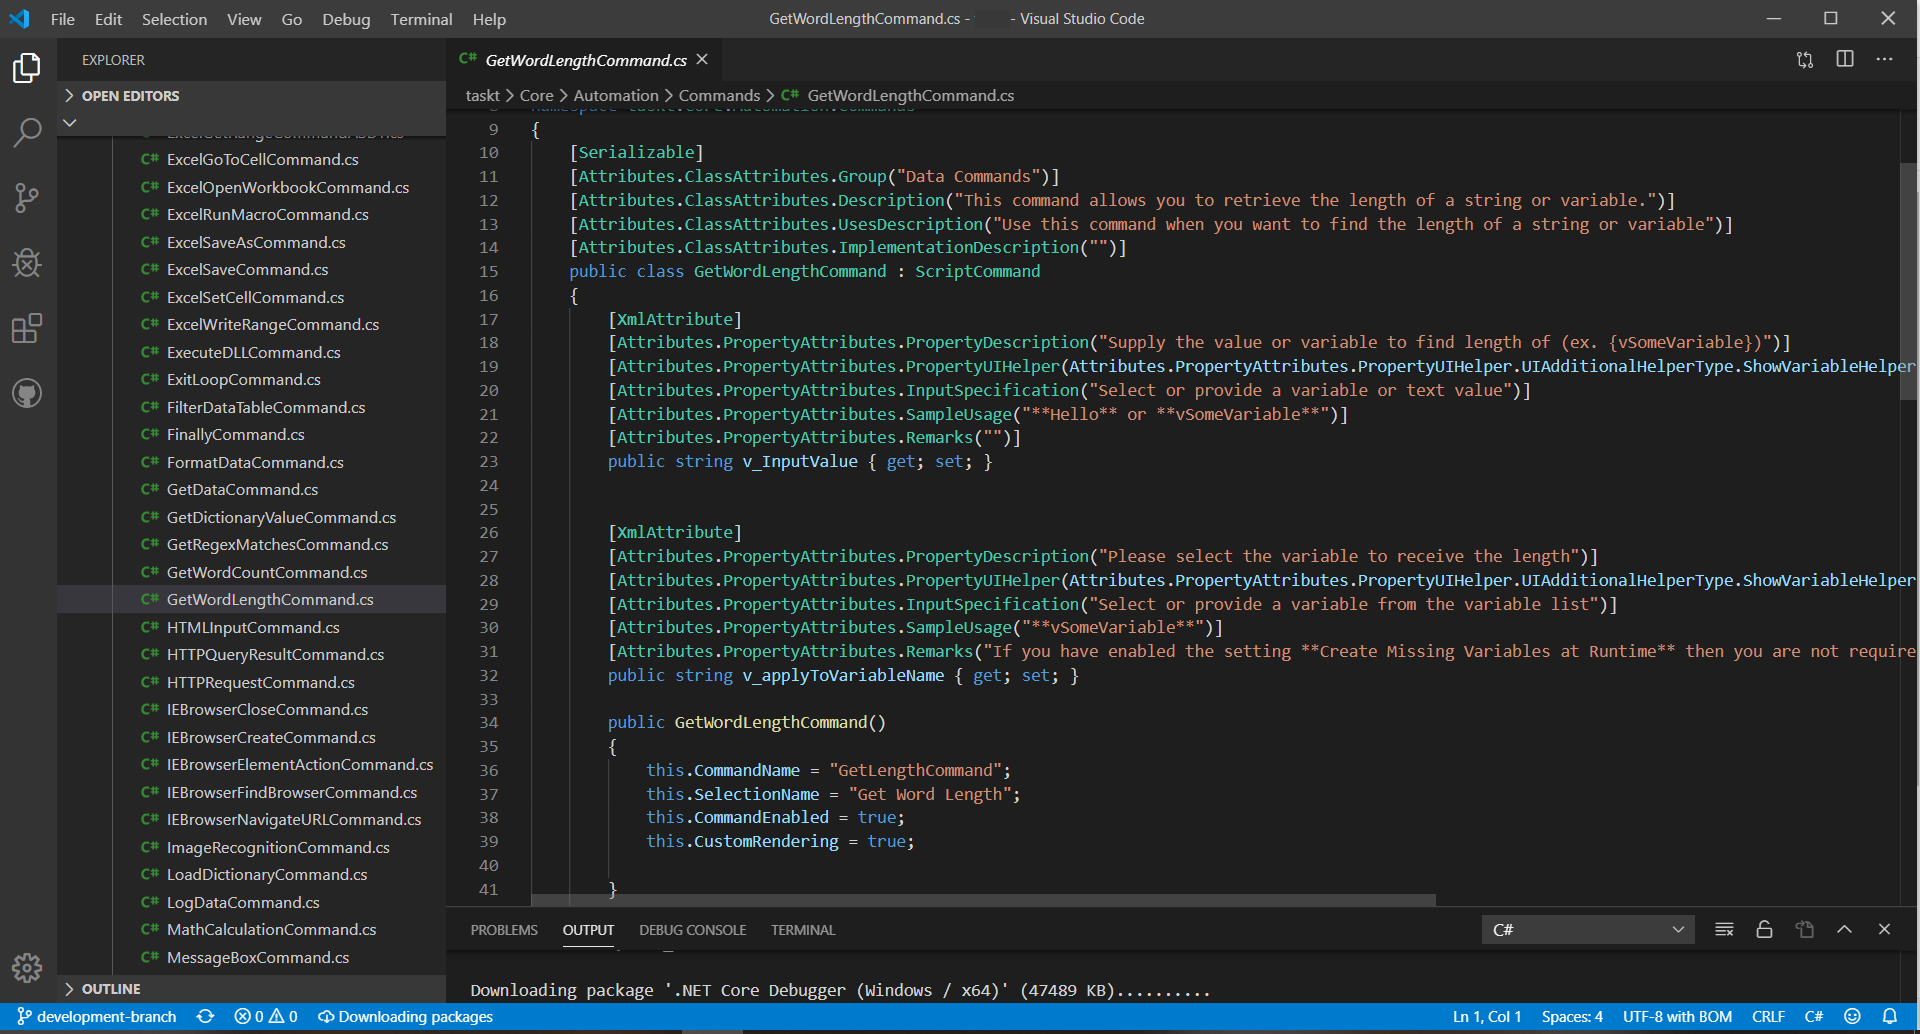 File Edit Selection View Go Debug Terminal Help
GetWordLengthCommand.cs - - Visual Studio Code
EXPLORER
OPEN EDITORS
ExcelGoToCellCommand.cs
ExcelOpenWorkbookCommand.cs
ExcelRunMacroCommand.cs
ExcelSaveAsCommand.cs
ExcelSaveCommand.cs
ExcelSetCellCommand.cs
ExcelWriteRangeCommand.cs
ExecuteDLLCommand.cs
ExitLoopCommand.cs
FilterDataTableCommand.cs
FinallyCommand.cs
FormatDataCommand.cs
GetDataCommand.cs
GetDictionaryValueCommand.cs
GetRegexMatchesCommand.cs
GetWordCountCommand.cs
GetWordLengthCommand.cs
HTMLInputCommand.cs
HTTPQueryResultCommand.cs
HTTPRequestCommand.cs
IEBrowserCloseCommand.cs
IEBrowserCreateCommand.cs
IEBrowserElementActionCommand.cs
IEBrowserFindBrowserCommand.cs
IEBrowserNavigateURLCommand.cs
ImageRecognitionCommand.cs
LoadDictionaryCommand.cs
LogDataCommand.cs
MathCalculationCommand.cs
MessageBoxCommand.cs
OUTLINE
C# GetWordLengthCommand.cs
taskt > Core > Automation > Commands > C# GetWordLengthCommand.cs
9 {
10 [Serializable]
11 [Attributes.ClassAttributes.Group("Data Commands")]
12 [Attributes.ClassAttributes.Description("This command allows you to retrieve the length of a string or variable.")]
13 [Attributes.ClassAttributes.UsesDescription("Use this command when you want to find the length of a string or variable")]
14 [Attributes.ClassAttributes.ImplementationDescription("")]
15 public class GetWordLengthCommand : ScriptCommand
16 {
17 [XmlAttribute]
18 [Attributes.PropertyAttributes.PropertyDescription("Supply the value or variable to find length of (ex. {vSomeVariable})")]
19 [Attributes.PropertyAttributes.PropertyUIHelper(Attributes.PropertyAttributes.PropertyUIHelper.UIAdditionalHelperType.ShowVariableHelper
20 [Attributes.PropertyAttributes.InputSpecification("Select or provide a variable or text value")]
21 [Attributes.PropertyAttributes.SampleUsage("**Hello** or **vSomeVariable**")]
22 [Attributes.PropertyAttributes.Remarks("")]
23 public string v_InputValue { get; set; }
24
25
26 [XmlAttribute]
27 [Attributes.PropertyAttributes.PropertyDescription("Please select the variable to receive the length")]
28 [Attributes.PropertyAttributes.PropertyUIHelper(Attributes.PropertyAttributes.PropertyUIHelper.UIAdditionalHelperType.ShowVariableHelper
29 [Attributes.PropertyAttributes.InputSpecification("Select or provide a variable from the variable list")]
30 [Attributes.PropertyAttributes.SampleUsage("**vSomeVariable**")]
31 [Attributes.PropertyAttributes.Remarks("If you have enabled the setting **Create Missing Variables at Runtime** then you are not require
32 public string v_applyToVariableName { get; set; }
33
34 public GetWordLengthCommand()
35 {
36 this.CommandName = "GetLengthCommand";
37 this.SelectionName = "Get Word Length";
38 this.CommandEnabled = true;
39 this.CustomRendering = true;
40
41 }
PROBLEMS OUTPUT DEBUG CONSOLE TERMINAL C#
Downloading package '.NET Core Debugger (Windows / x64)' (47489 KB)..........
development-branch 0 0 Downloading packages Ln 1, Col 1 Spaces: 4 UTF-8 with BOM CRLF C#